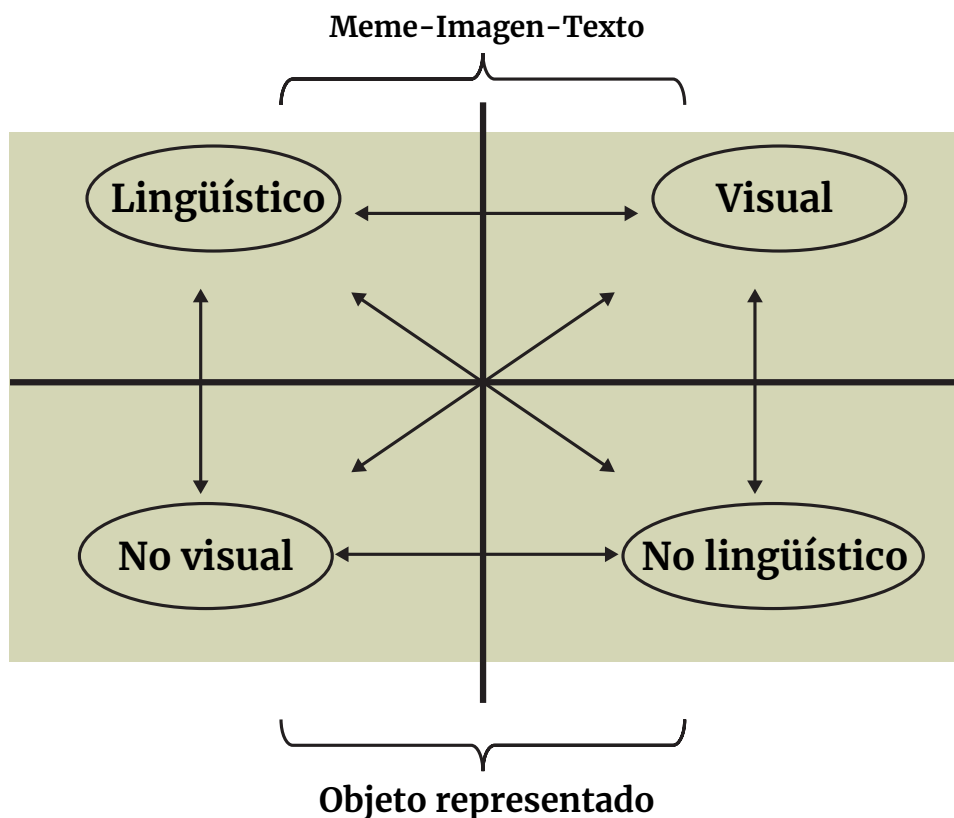 Meme-Imagen-Texto
Lingüístico
Visual
No visual
No lingüístico
Objeto representado